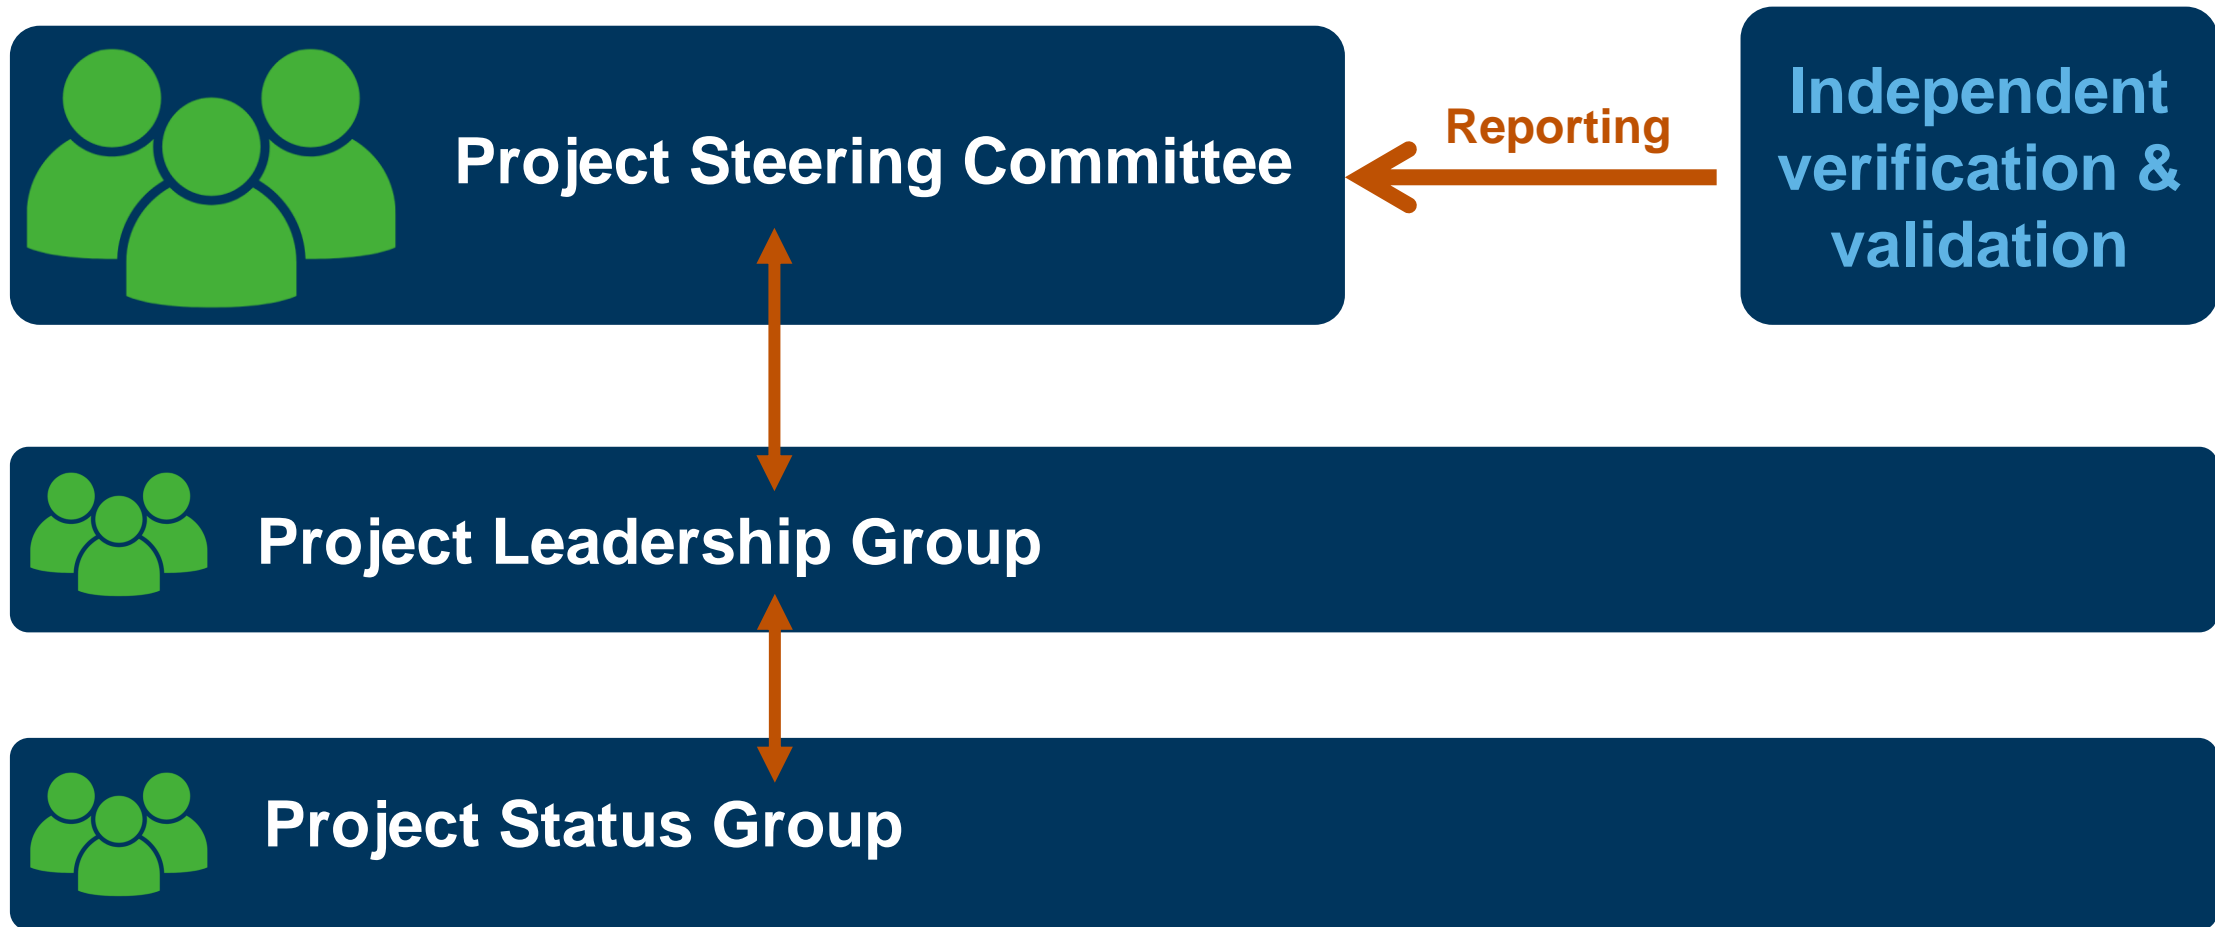 Project Steering Committee
Reporting
Independent
verification &
validation
Project Leadership Group
Project Status Group